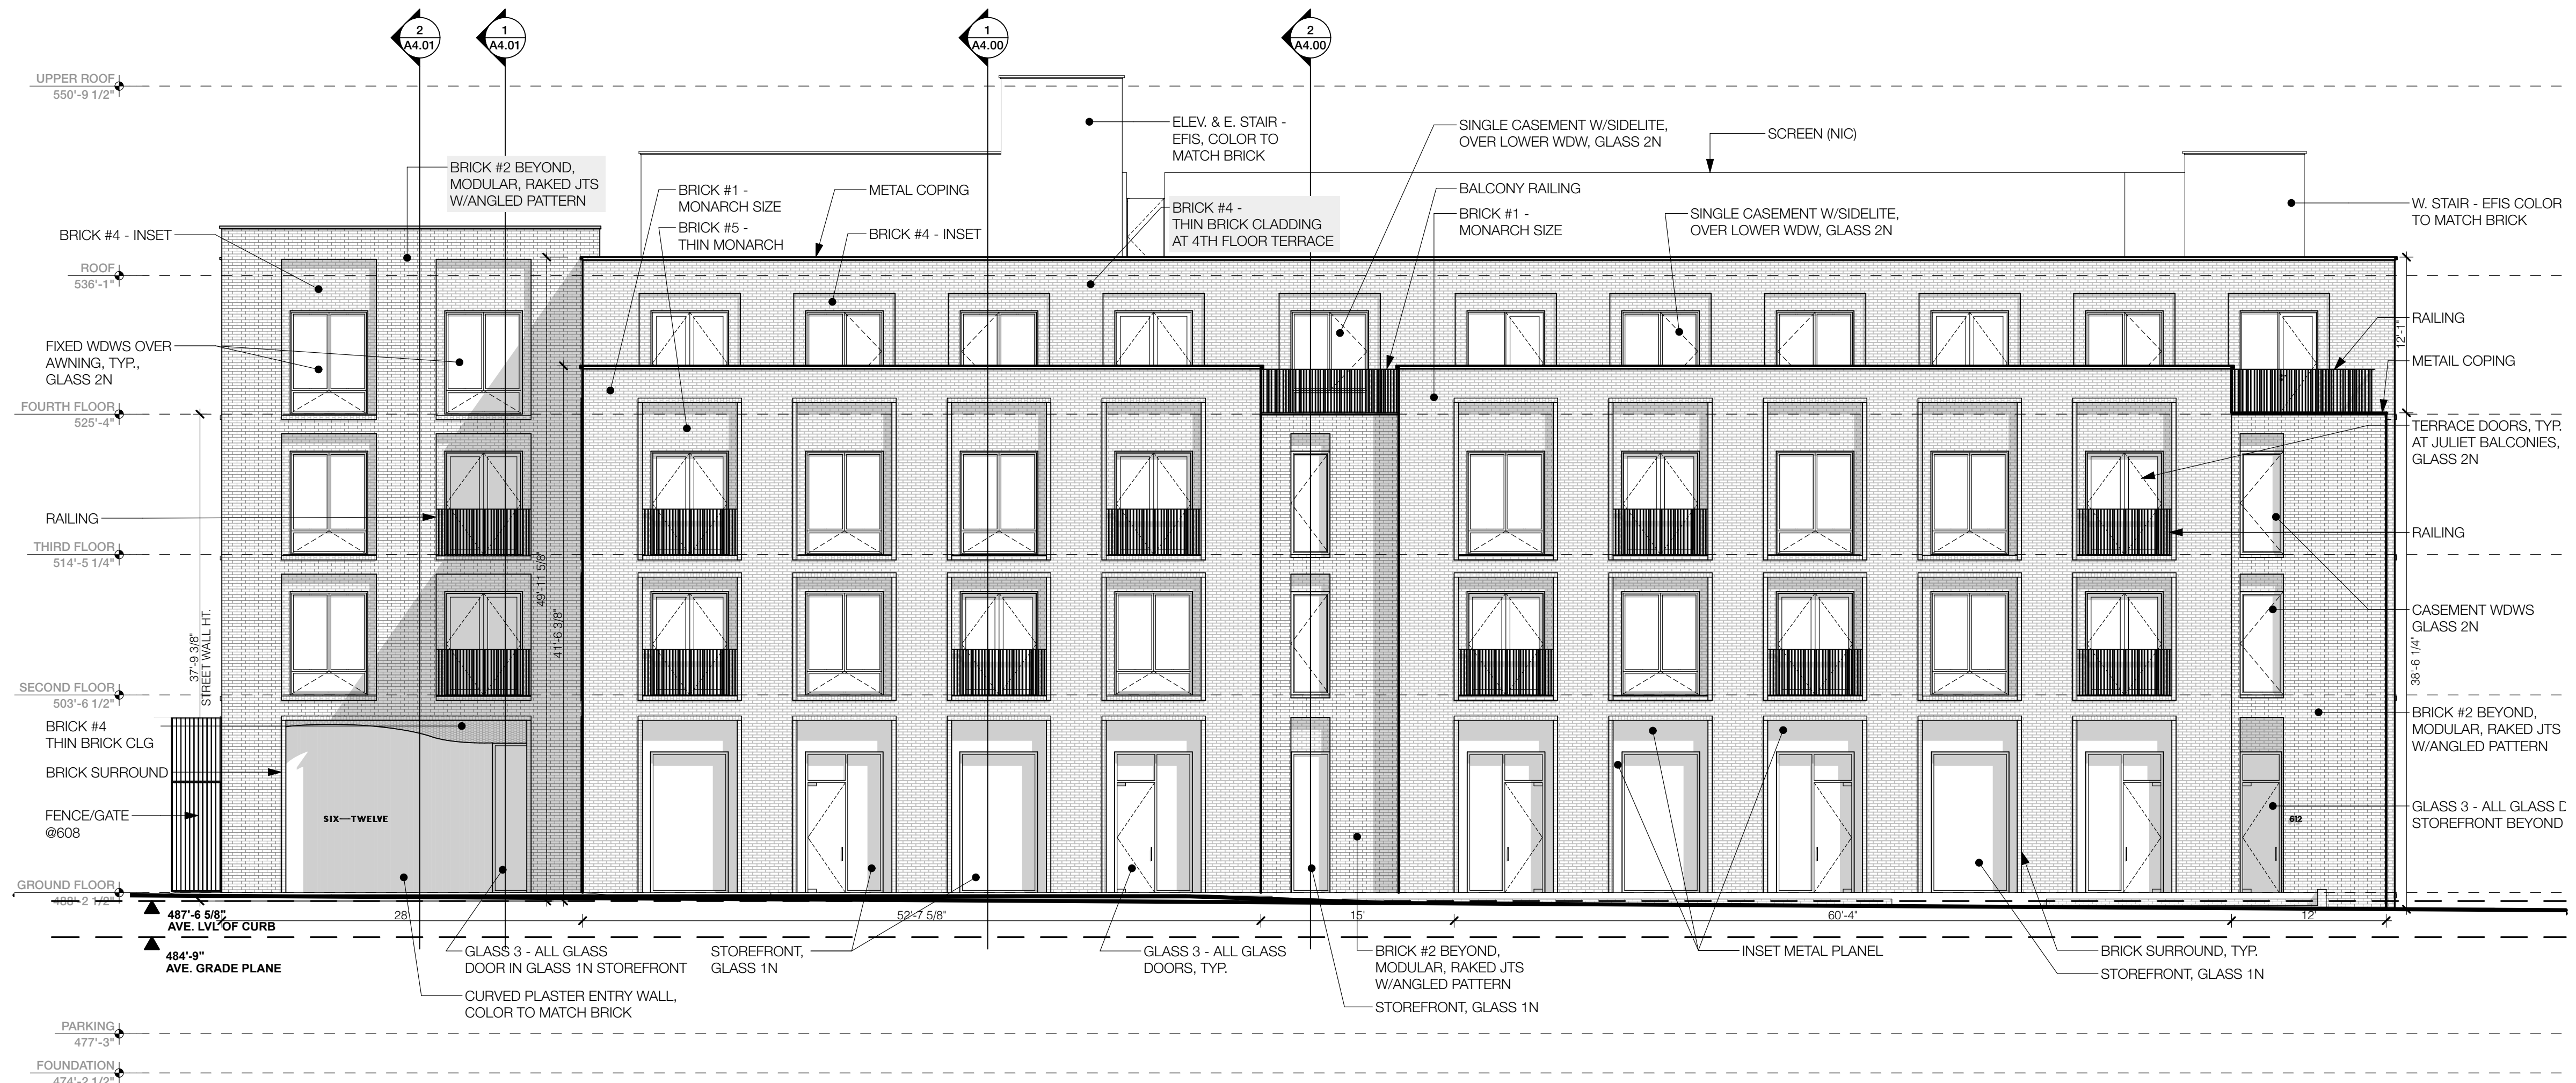 2
A4.01
1
A4.01
1
A4.00
2
A4.00
UPPER ROOF
550'-9 1/2"
ROOF
536'-1"
FOURTH FLOOR
525'-4"
THIRD FLOOR
514'-5 1/4"
SECOND FLOOR
503'-6 1/2"
GROUND FLOOR
488'-2 1/2"
487'-6 5/8"
AVE. LVL OF CURB
484'-9"
AVE. GRADE PLANE
PARKING
477'-3"
FOUNDATION
474'-2 1/2"
BRICK #4 - INSET
FIXED WDWS OVER
AWNING, TYP.,
GLASS 2N
RAILING
37'-9 3/8"
STREET WALL HT.
BRICK #4
THIN BRICK CLG
BRICK SURROUND
FENCE/GATE
@608
BRICK #2 BEYOND,
MODULAR, RAKED JTS
W/ANGLED PATTERN
BRICK #1 -
MONARCH SIZE
BRICK #5 -
THIN MONARCH
METAL COPING
BRICK #4 - INSET
ELEV. & E. STAIR -
EFIS, COLOR TO
MATCH BRICK
BRICK #4 -
THIN BRICK CLADDING
AT 4TH FLOOR TERRACE
SINGLE CASEMENT W/SIDELITE,
OVER LOWER WDW, GLASS 2N
BALCONY RAILING
BRICK #1 -
MONARCH SIZE
SCREEN (NIC)
SINGLE CASEMENT W/SIDELITE,
OVER LOWER WDW, GLASS 2N
W. STAIR - EFIS COLOR
TO MATCH BRICK
12'-1"
RAILING
METAIL COPING
TERRACE DOORS, TYP.
AT JULIET BALCONIES,
GLASS 2N
RAILING
CASEMENT WDWS
GLASS 2N
38'-6 1/4"
BRICK #2 BEYOND,
MODULAR, RAKED JTS
W/ANGLED PATTERN
GLASS 3 - ALL GLASS D
STOREFRONT BEYOND
49'-11 5/8"
41'-6 3/8"
SIX—TWELVE
612
28'
52'-7 5/8"
15'
60'-4"
12'
GLASS 3 - ALL GLASS
DOOR IN GLASS 1N STOREFRONT
CURVED PLASTER ENTRY WALL,
COLOR TO MATCH BRICK
STOREFRONT,
GLASS 1N
GLASS 3 - ALL GLASS
DOORS, TYP.
BRICK #2 BEYOND,
MODULAR, RAKED JTS
W/ANGLED PATTERN
STOREFRONT, GLASS 1N
INSET METAL PLANEL
BRICK SURROUND, TYP.
STOREFRONT, GLASS 1N